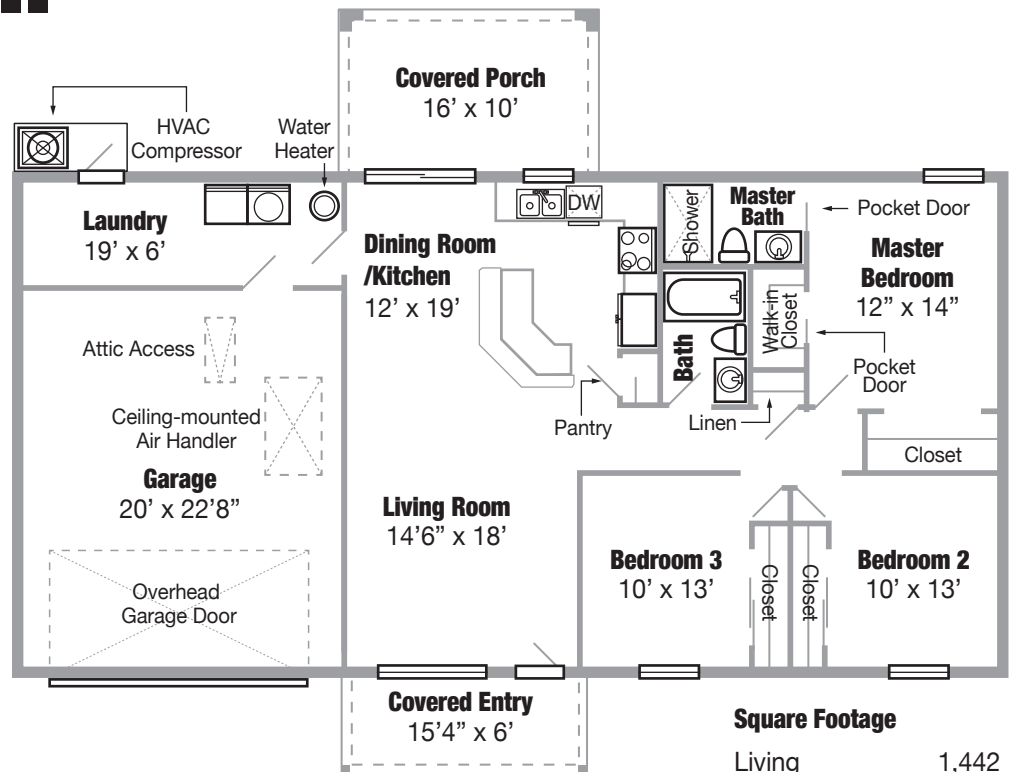 Covered Porch
16’ x 10’
HVAC
Compressor
Water
Heater
Laundry
19’ x 6’
Dining Room
/Kitchen
12’ x 19’
DW
Shower
Master
Bath
Pocket Door
Master
Bedroom
12” x 14”
Walk-in
Closet
Bath
Pocket
Door
Attic Access
Ceiling-mounted
Air Handler
Pantry
Linen
Closet
Garage
20’ x 22’8”
Living Room
14’6” x 18’
Bedroom 3
10’ x 13’
Closet
Closet
Bedroom 2
10’ x 13’
Overhead
Garage Door
Covered Entry
15’4” x 6’
Square Footage
Living 1,442